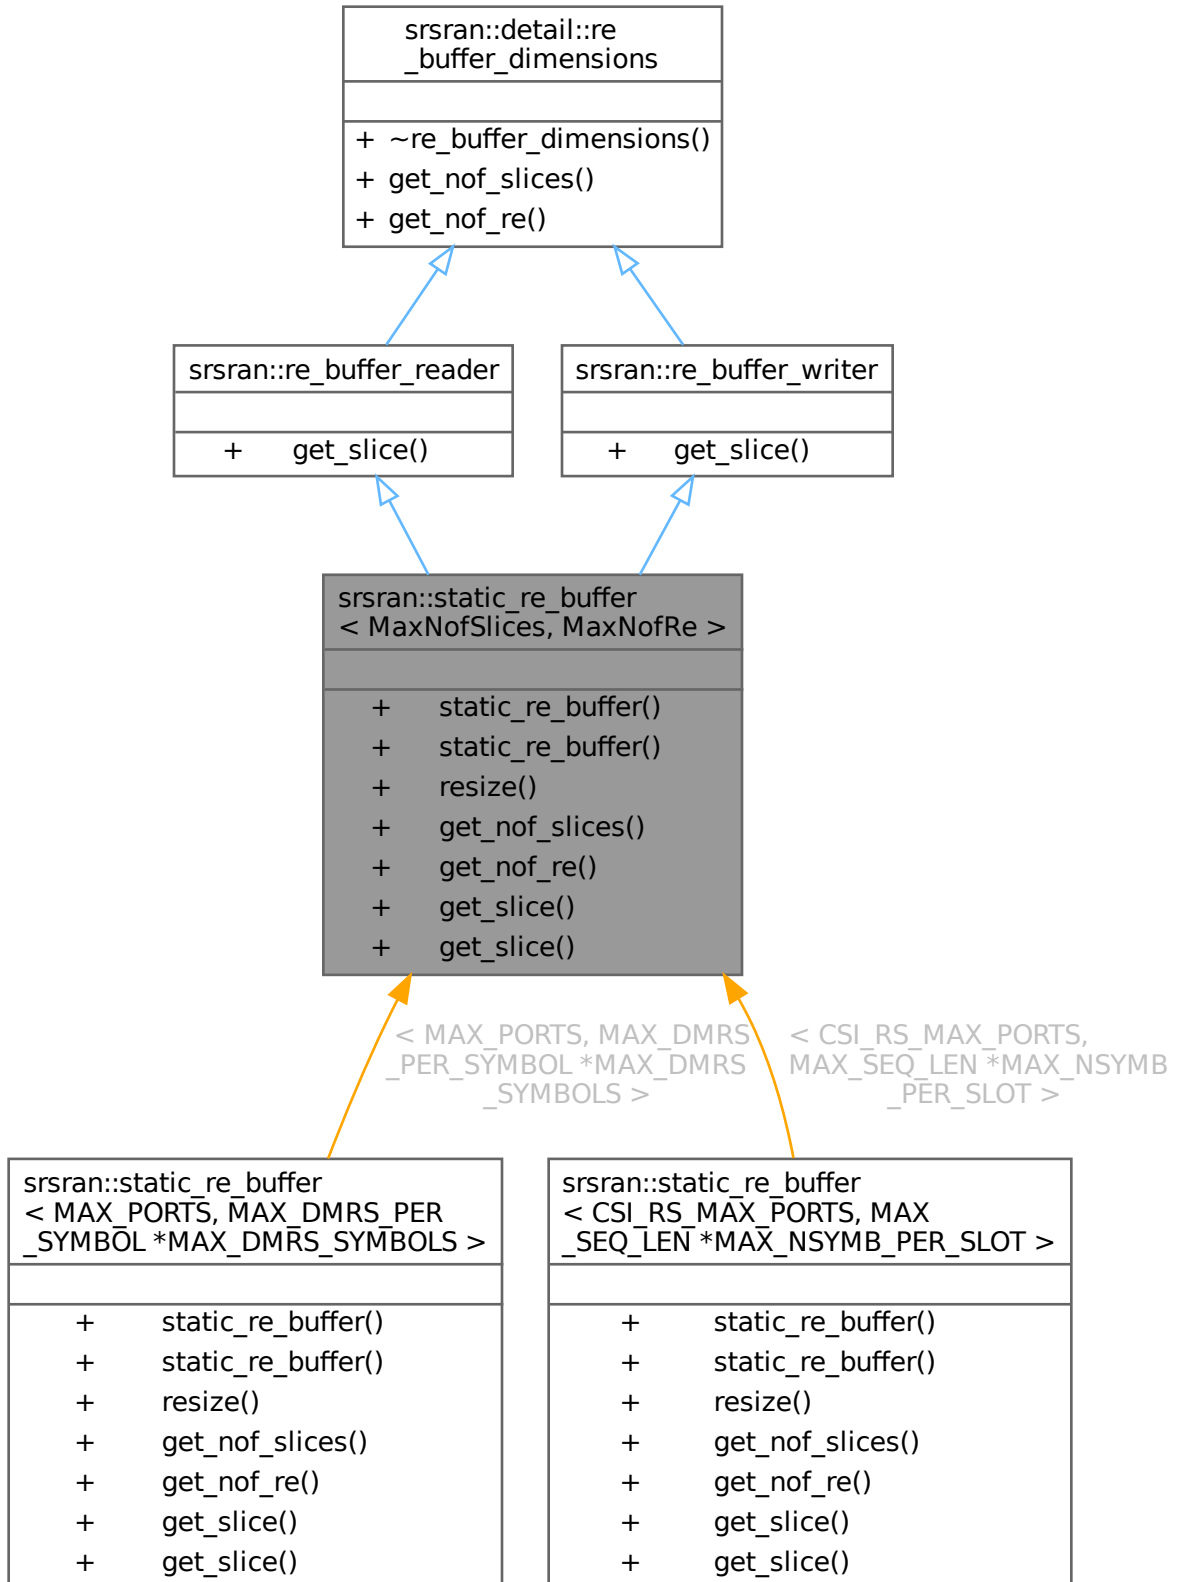 srsran::detail::re
_buffer_dimensions
+ ~re_buffer_dimensions()
+ get_nof_slices()
+ get_nof_re()
srsran::re_buffer_reader
+ get_slice()
srsran::re_buffer_writer
+ get_slice()
srsran::static_re_buffer
< MaxNofSlices, MaxNofRe >
+ static_re_buffer()
+ static_re_buffer()
+ resize()
+ get_nof_slices()
+ get_nof_re()
+ get_slice()
+ get_slice()
< MAX_PORTS, MAX_DMRS
_PER_SYMBOL *MAX_DMRS
_SYMBOLS >
< CSI_RS_MAX_PORTS,
MAX_SEQ_LEN *MAX_NSYMB
_PER_SLOT >
srsran::static_re_buffer
< MAX_PORTS, MAX_DMRS_PER
_SYMBOL *MAX_DMRS_SYMBOLS >
+ static_re_buffer()
+ static_re_buffer()
+ resize()
+ get_nof_slices()
+ get_nof_re()
+ get_slice()
+ get_slice()
srsran::static_re_buffer
< CSI_RS_MAX_PORTS, MAX
_SEQ_LEN *MAX_NSYMB_PER_SLOT >
+ static_re_buffer()
+ static_re_buffer()
+ resize()
+ get_nof_slices()
+ get_nof_re()
+ get_slice()
+ get_slice()